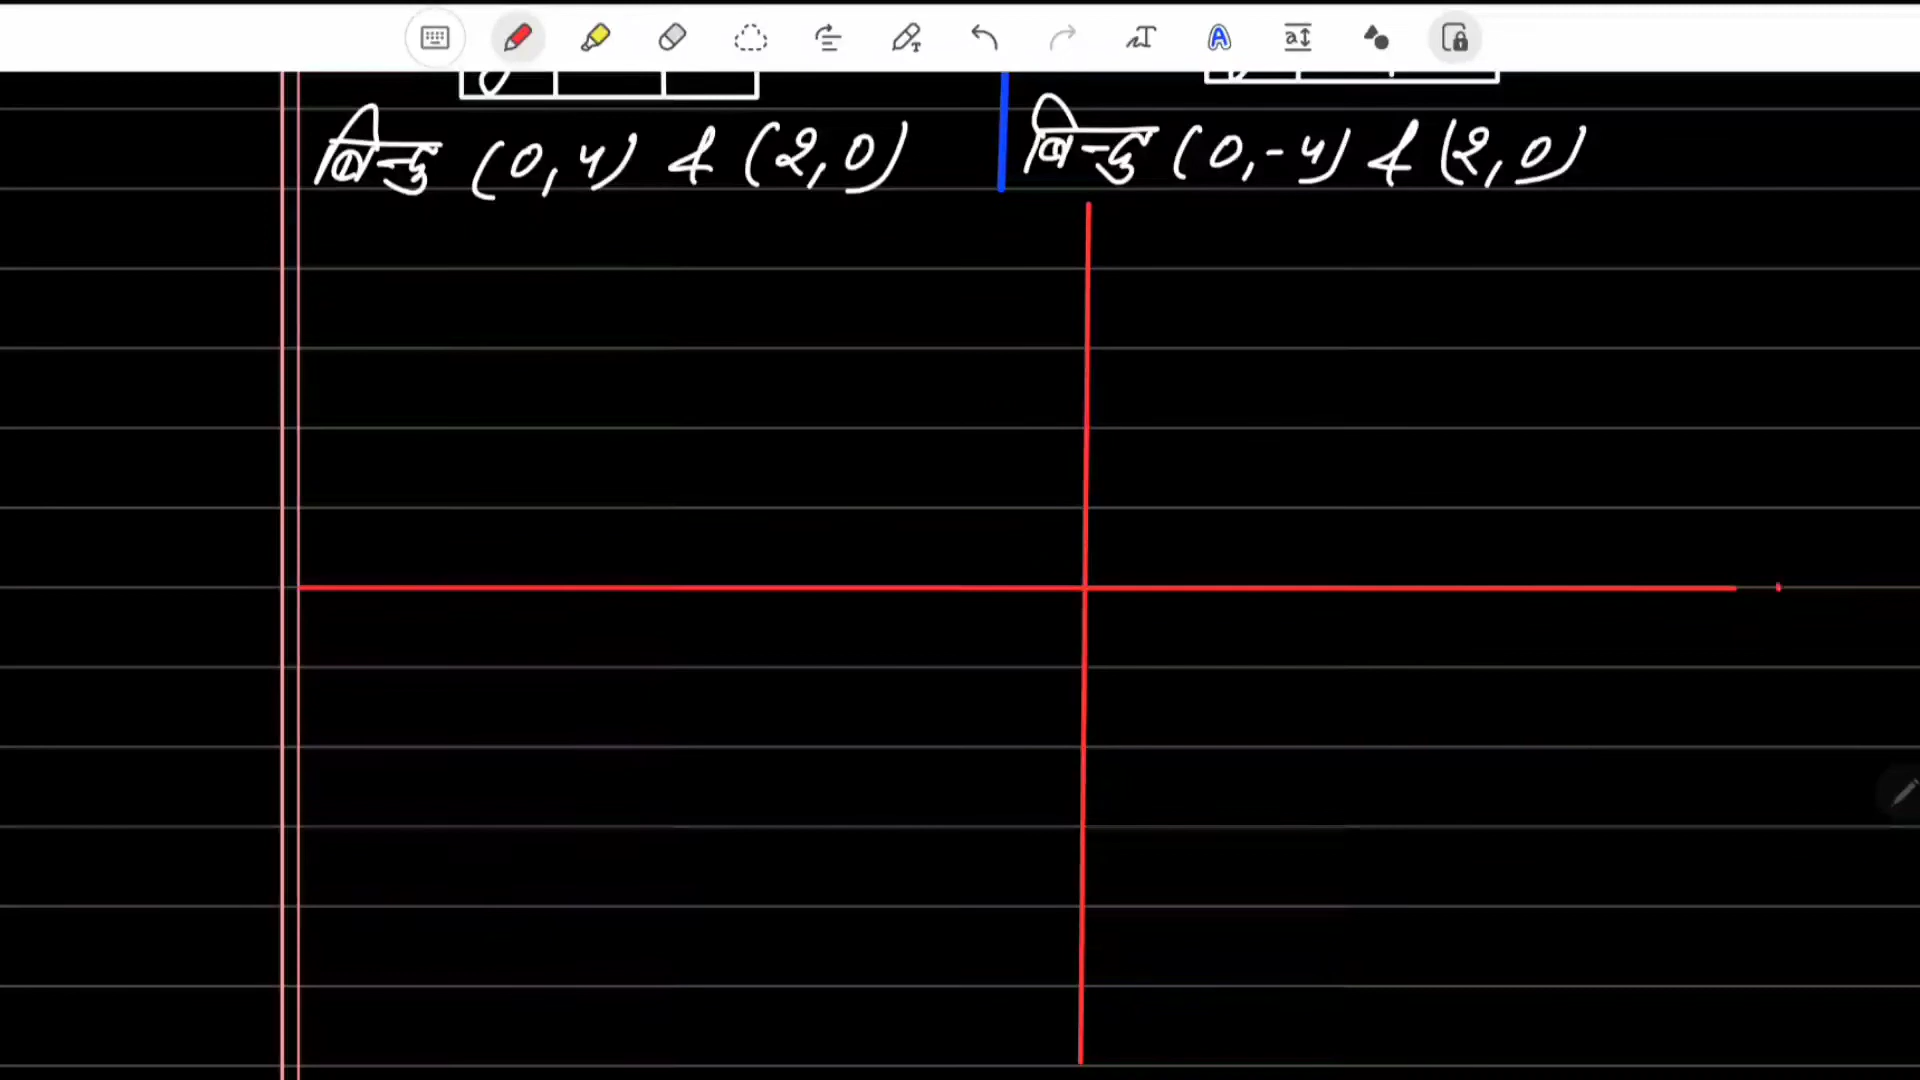 बिन्दु (0, 4) & (2, 0)
बिन्दु (0, -4) & (2, 0)